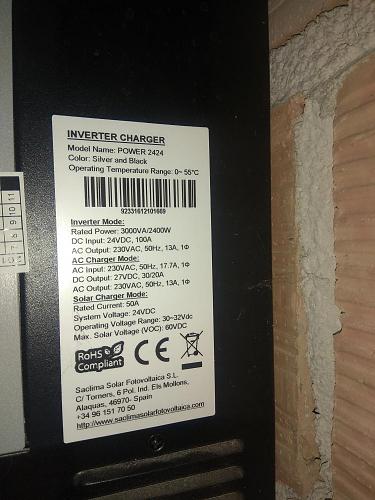 INVERTER CHARGER
Model Name: POWER 2424
Color: Silver and Black
Operating Temperature Range: 0~ 55°C
92331612101669
Inverter Mode:
Rated Power: 3000VA/2400W
DC Input: 24VDC, 100A
AC Output: 230VAC, 50Hz, 13A, 1Φ
AC Charger Mode:
AC Input: 230VAC, 50Hz, 17.7A, 1Φ
DC Output: 27VDC, 30/20A
AC Output: 230VAC, 50Hz, 13A, 1Φ
Solar Charger Mode:
Rated Current: 50A
System Voltage: 24VDC
Operating Voltage Range: 30~32Vdc
Max. Solar Voltage (VOC): 60VDC
RoHS
Compliant
CE
Saclima Solar Fotovoltaica S.L.
C/ Torners, 6 Pol. Ind. Els Mollons,
Alaquas, 46970- Spain
+34 96 151 70 50
http://www.saclimasolarfotovoltaica.com
8 9 10 11